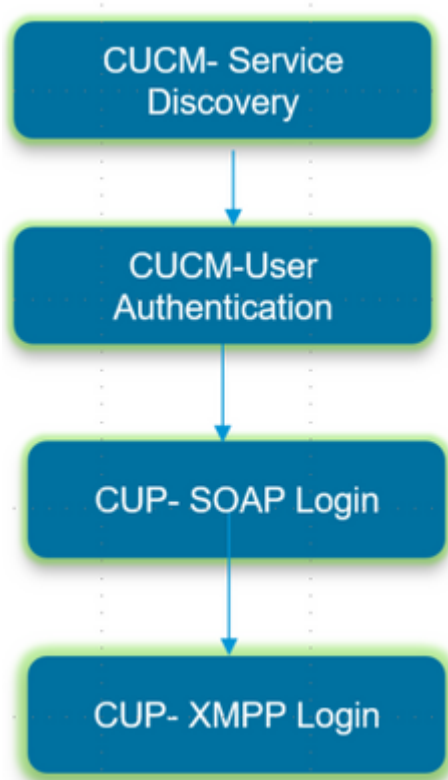 CUCM- Service
Discovery
CUCM-User
Authentication
CUP- SOAP Login
CUP- XMPP Login